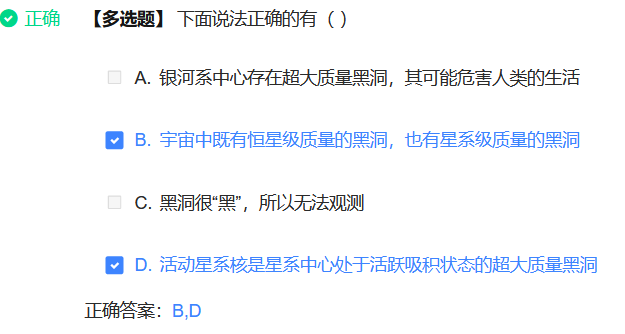 正确 【多选题】 下面说法正确的有（ ）
A. 银河系中心存在超大质量黑洞，其可能危害人类的生活
B. 宇宙中既有恒星级质量的黑洞，也有星系级质量的黑洞
C. 黑洞很“黑”，所以无法观测
D. 活动星系核是星系中心处于活跃吸积状态的超大质量黑洞
正确答案：B,D